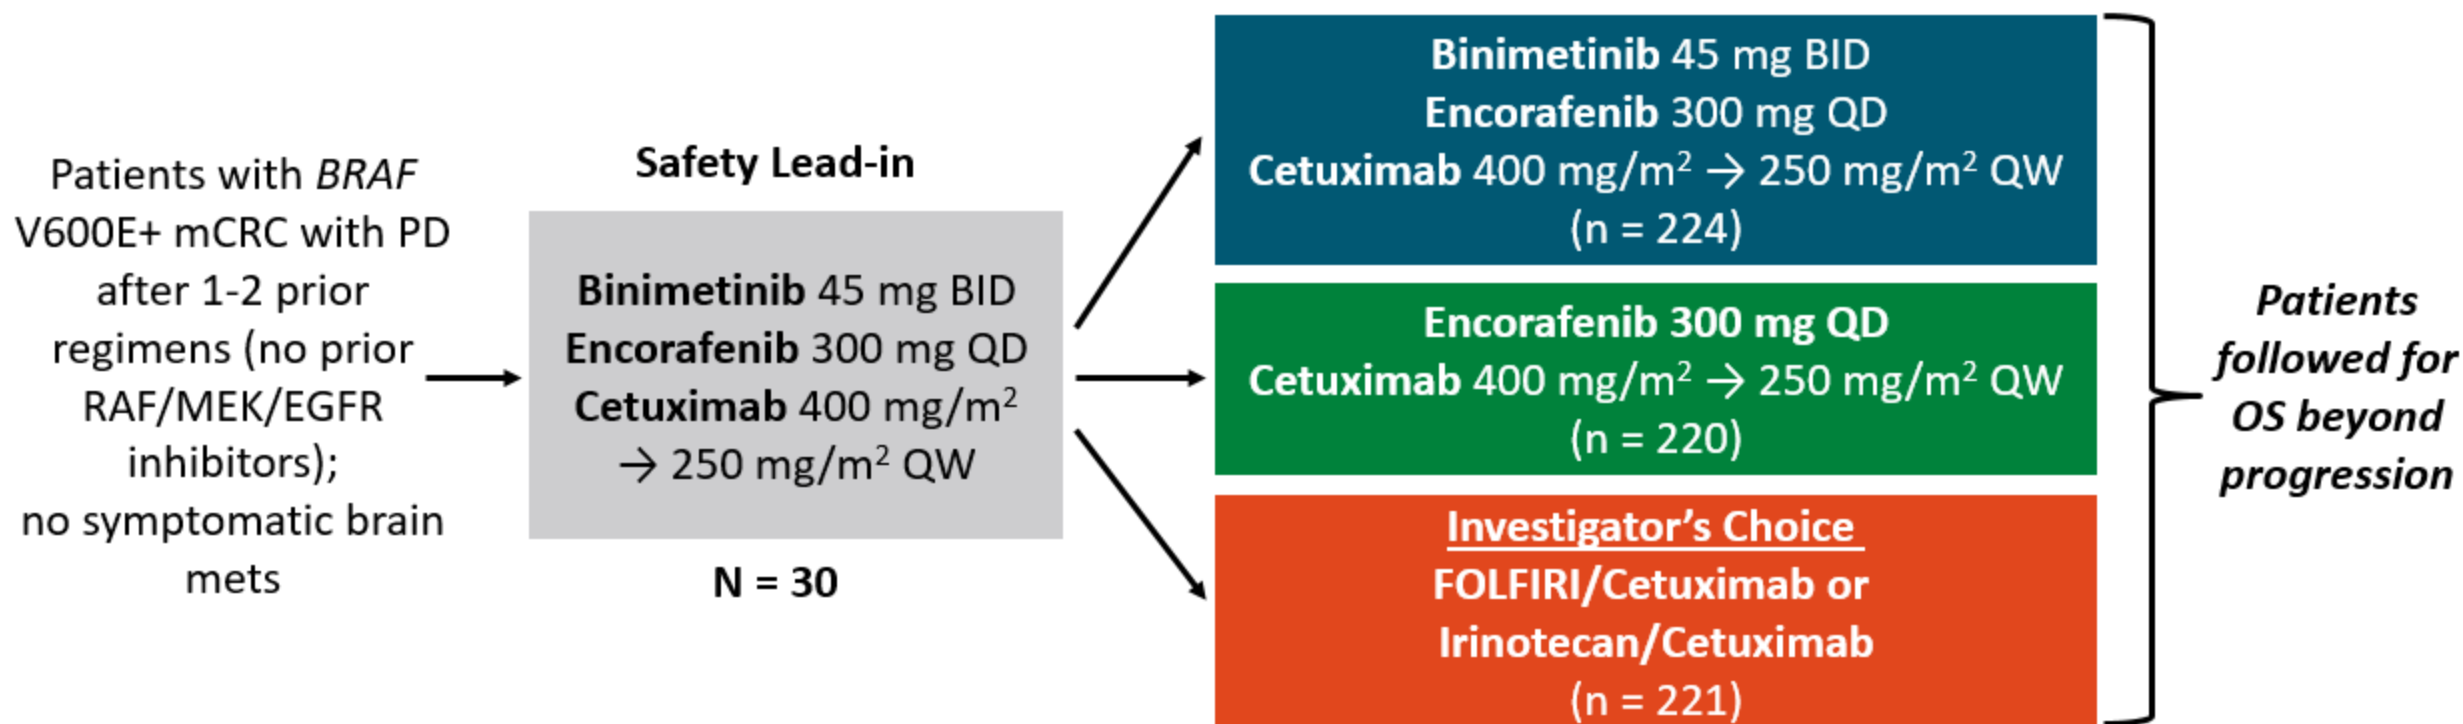 Patients with BRAF
V600E+ mCRC with PD
after 1-2 prior
regimens (no prior
RAF/MEK/EGFR
inhibitors);
no symptomatic brain
mets
Safety Lead-in
Binimetinib 45 mg BID
Encorafenib 300 mg QD
Cetuximab 400 mg/m²
→ 250 mg/m² QW
N = 30
Binimetinib 45 mg BID
Encorafenib 300 mg QD
Cetuximab 400 mg/m² → 250 mg/m² QW
(n = 224)
Encorafenib 300 mg QD
Cetuximab 400 mg/m² → 250 mg/m² QW
(n = 220)
Investigator’s Choice
FOLFIRI/Cetuximab or
Irinotecan/Cetuximab
(n = 221)
Patients
followed for
OS beyond
progression